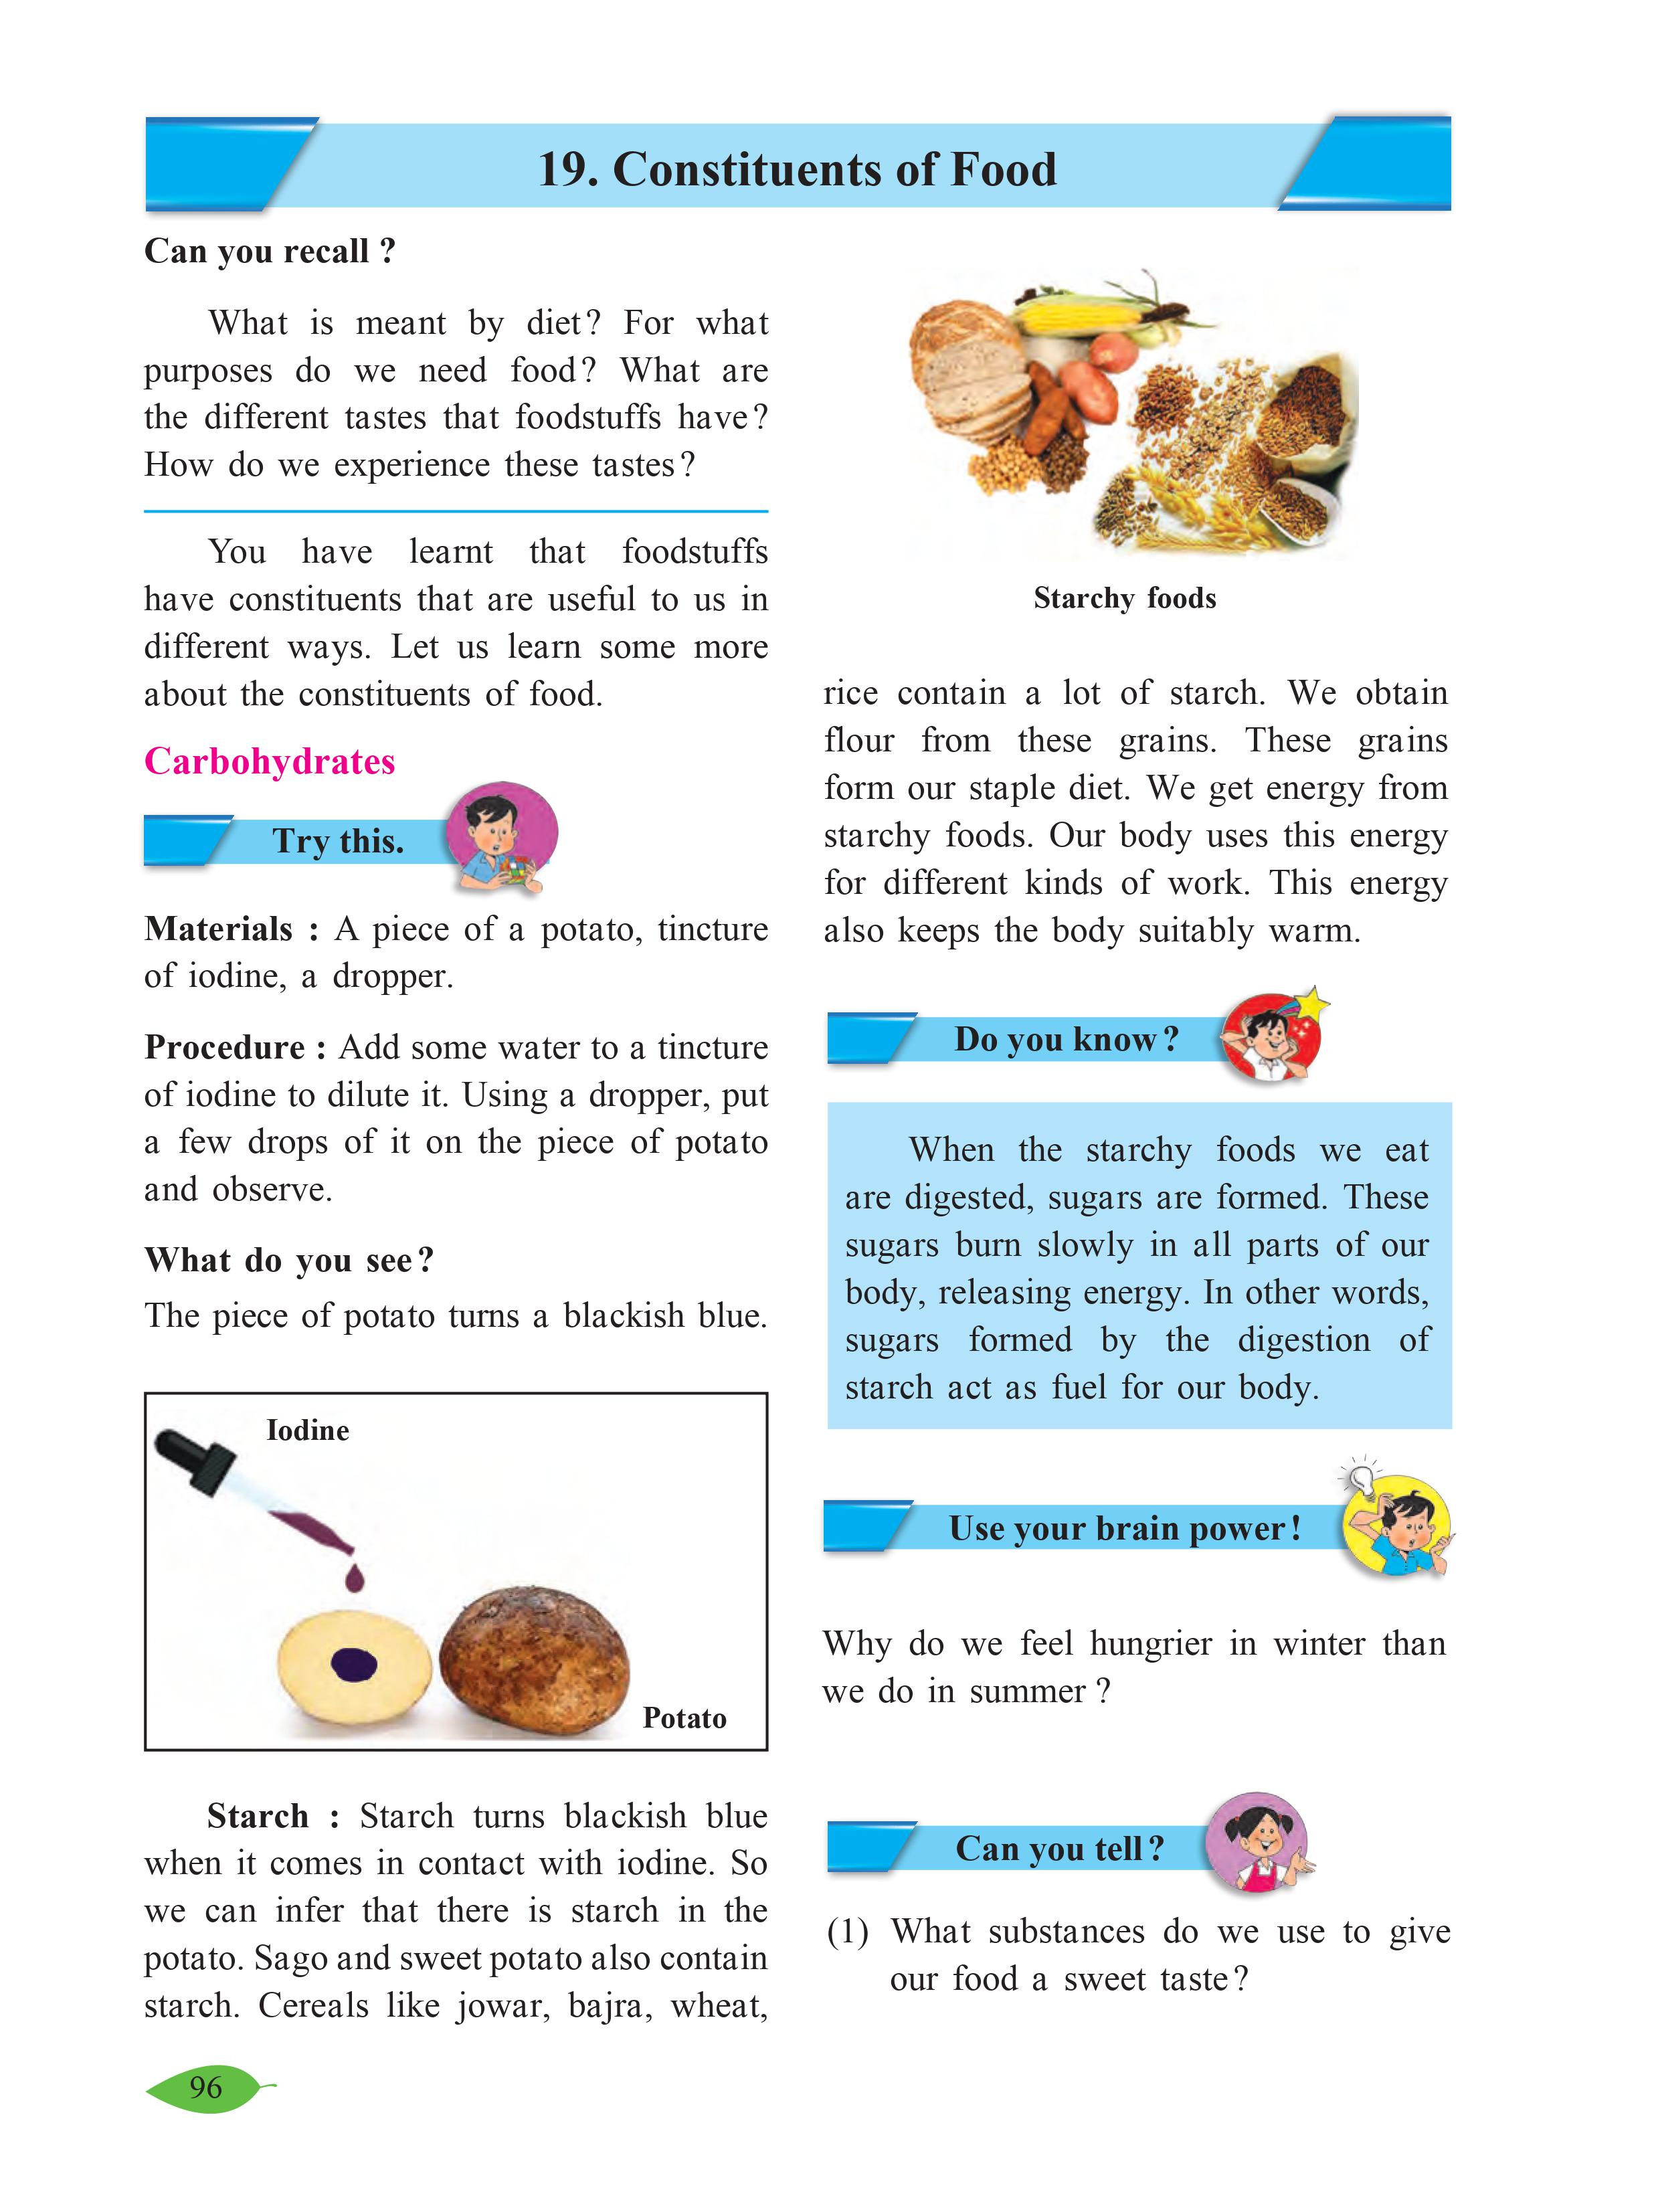 19. Constituents of Food
Can you recall ?
What is meant by diet? For what
purposes do we need food? What are
the different tastes that foodstuffs have?
How do we experience these tastes?
You have learnt that foodstuffs
have constituents that are useful to us in
different ways. Let us learn some more
about the constituents of food.
Carbohydrates
Try this.
Materials : A piece of a potato, tincture
of iodine, a dropper.
Procedure : Add some water to a tincture
of iodine to dilute it. Using a dropper, put
a few drops of it on the piece of potato
and observe.
What do you see?
The piece of potato turns a blackish blue.
Iodine
Potato
Starch : Starch turns blackish blue
when it comes in contact with iodine. So
we can infer that there is starch in the
potato. Sago and sweet potato also contain
starch. Cereals like jowar, bajra, wheat,
Starchy foods
rice contain a lot of starch. We obtain
flour from these grains. These grains
form our staple diet. We get energy from
starchy foods. Our body uses this energy
for different kinds of work. This energy
also keeps the body suitably warm.
Do you know?
When the starchy foods we eat
are digested, sugars are formed. These
sugars burn slowly in all parts of our
body, releasing energy. In other words,
sugars formed by the digestion of
starch act as fuel for our body.
Use your brain power!
Why do we feel hungrier in winter than
we do in summer ?
Can you tell?
(1) What substances do we use to give
our food a sweet taste?
96